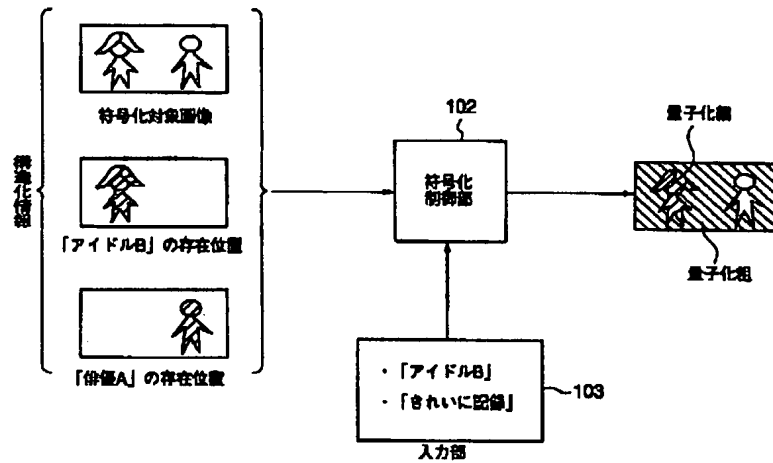 符号化対象画像
構造化情報
「アイドルB」の存在位置
「俳優A」の存在位置
102
符号化
制御部
量子化細
量子化粗
・「アイドルB」
・「きれいに記録」
103
入力部